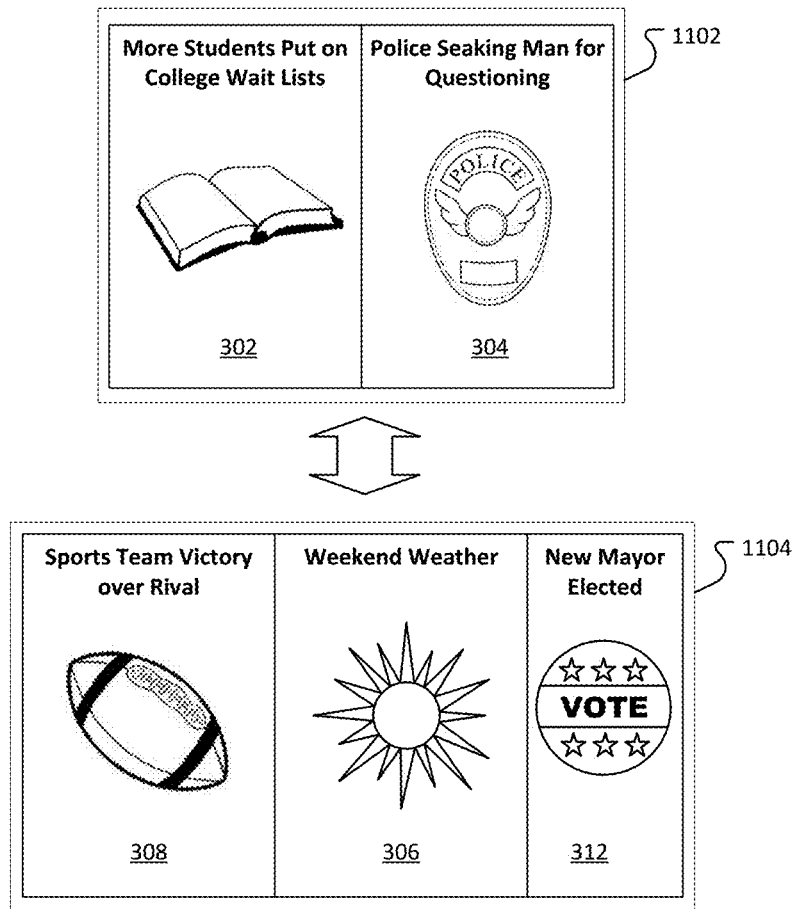 More Students Put on
College Wait Lists
Police Seaking Man for
Questioning
1102
POLICE
302
304
Sports Team Victory
over Rival
Weekend Weather
New Mayor
Elected
1104
VOTE
308
306
312